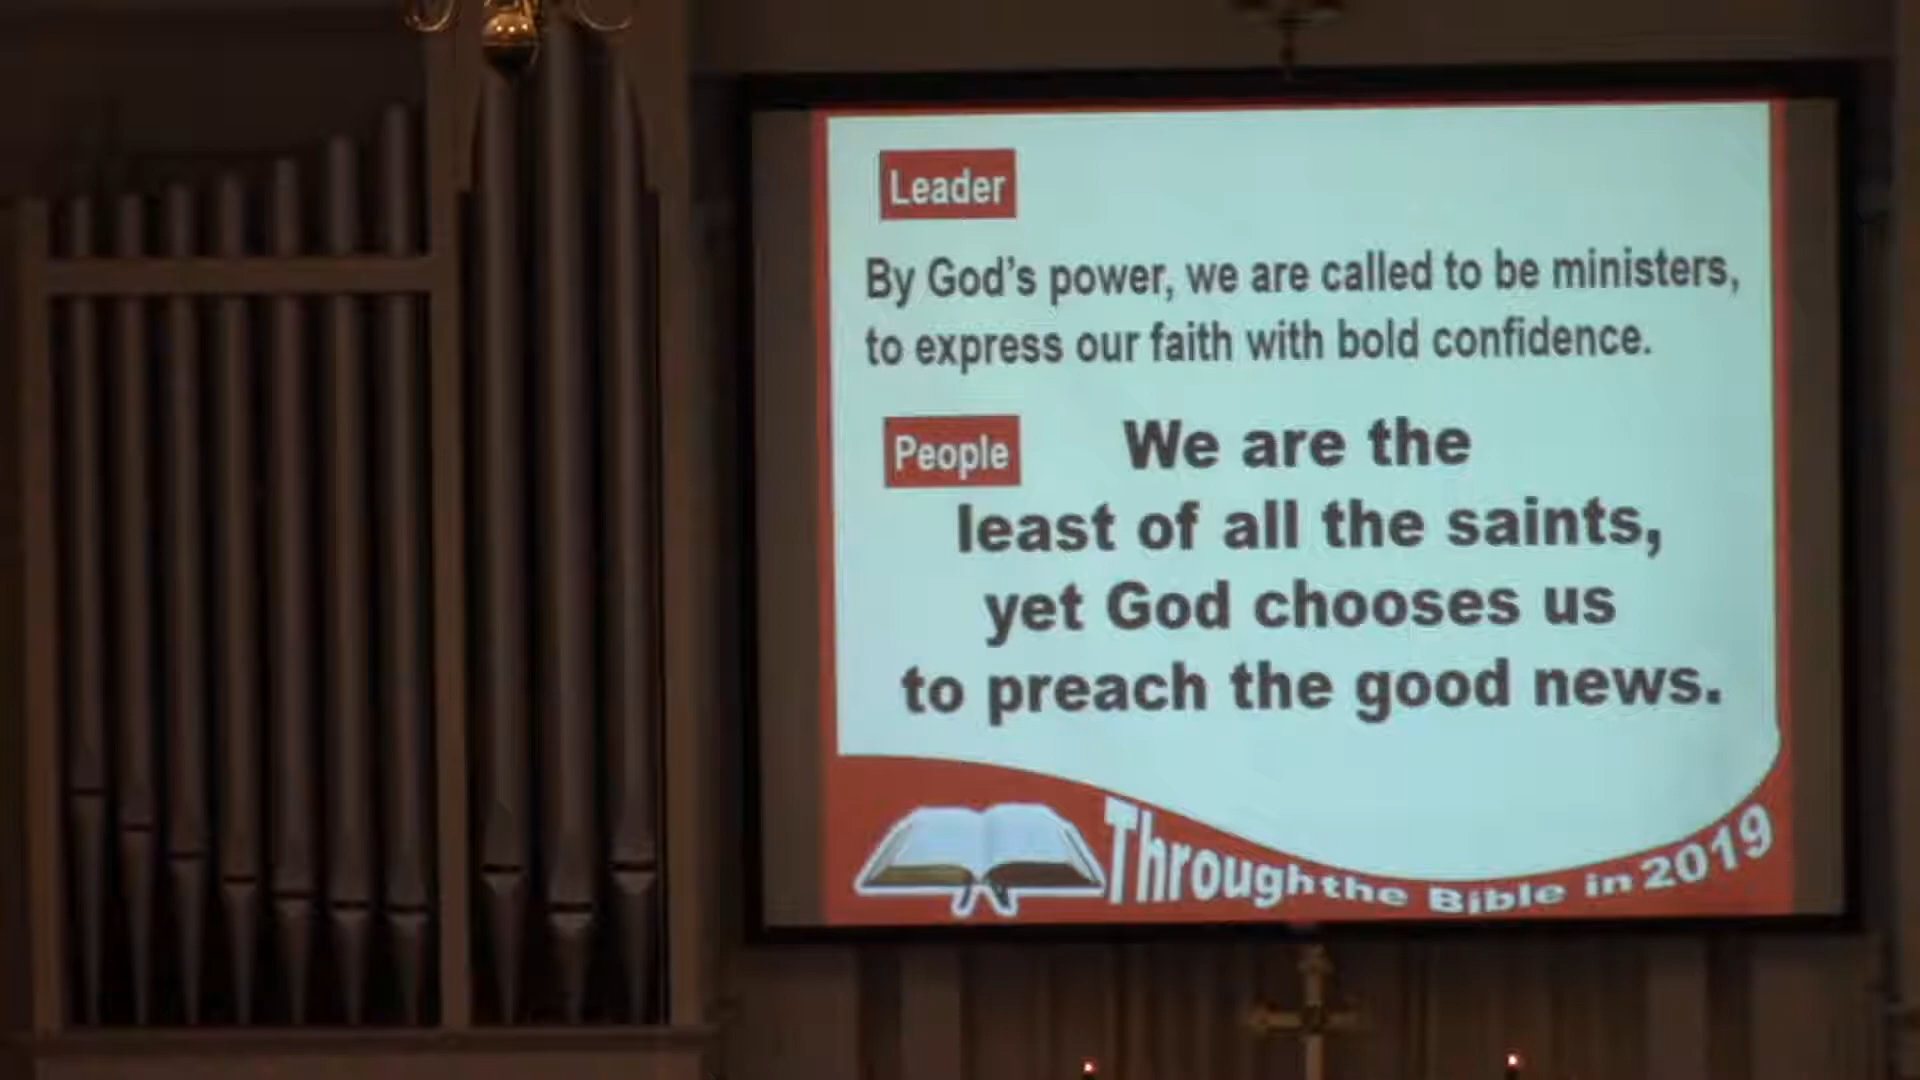 Leader
By God's power, we are called to be ministers,
to express our faith with bold confidence.
People
We are the
least of all the saints,
yet God chooses us
to preach the good news.
Through the Bible in 2019